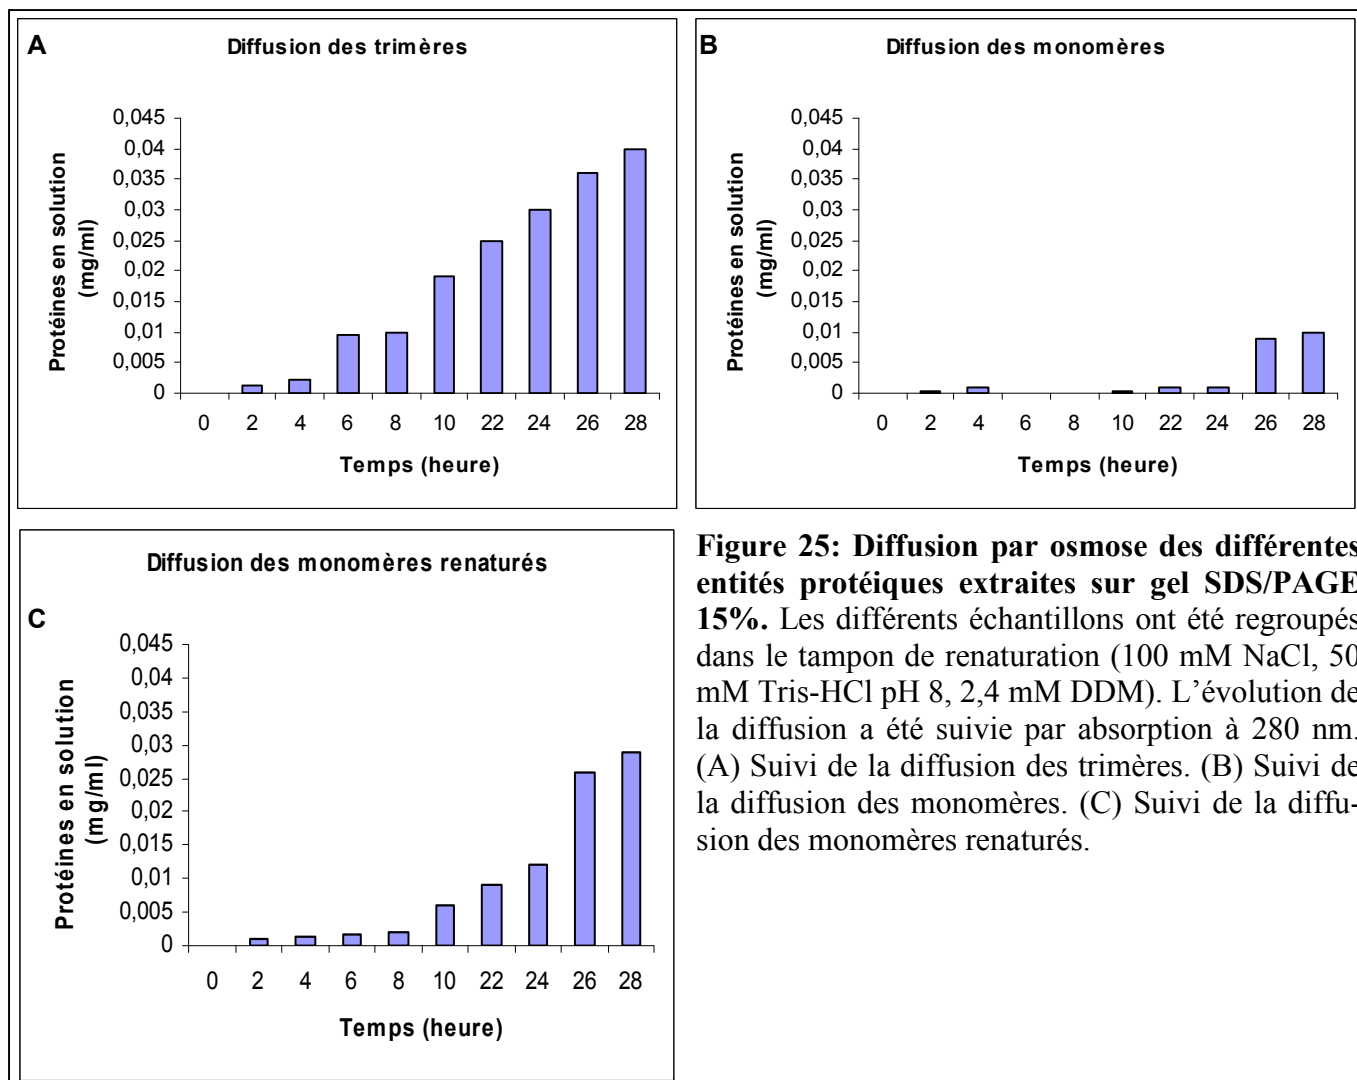 A
Diffusion des trimères
Protéines en solution
(mg/ml)
0,045
0,04
0,035
0,03
0,025
0,02
0,015
0,01
0,005
0
0 2 4 6 8 10 22 24 26 28
Temps (heure)
B
Diffusion des monomères
Protéines en solution
(mg/ml)
0,045
0,04
0,035
0,03
0,025
0,02
0,015
0,01
0,005
0
0 2 4 6 8 10 22 24 26 28
Temps (heure)
Diffusion des monomères renaturés
C
Protéines en solution
(mg/ml)
0,045
0,04
0,035
0,03
0,025
0,02
0,015
0,01
0,005
0
0 2 4 6 8 10 22 24 26 28
Temps (heure)
Figure 25: Diffusion par osmose des différentes
entités protéiques extraites sur gel SDS/PAGE
15%. Les différents échantillons ont été regroupés
dans le tampon de renaturation (100 mM NaCl, 50
mM Tris-HCl pH 8, 2,4 mM DDM). L’évolution de
la diffusion a été suivie par absorption à 280 nm.
(A) Suivi de la diffusion des trimères. (B) Suivi de
la diffusion des monomères. (C) Suivi de la diffu-
sion des monomères renaturés.